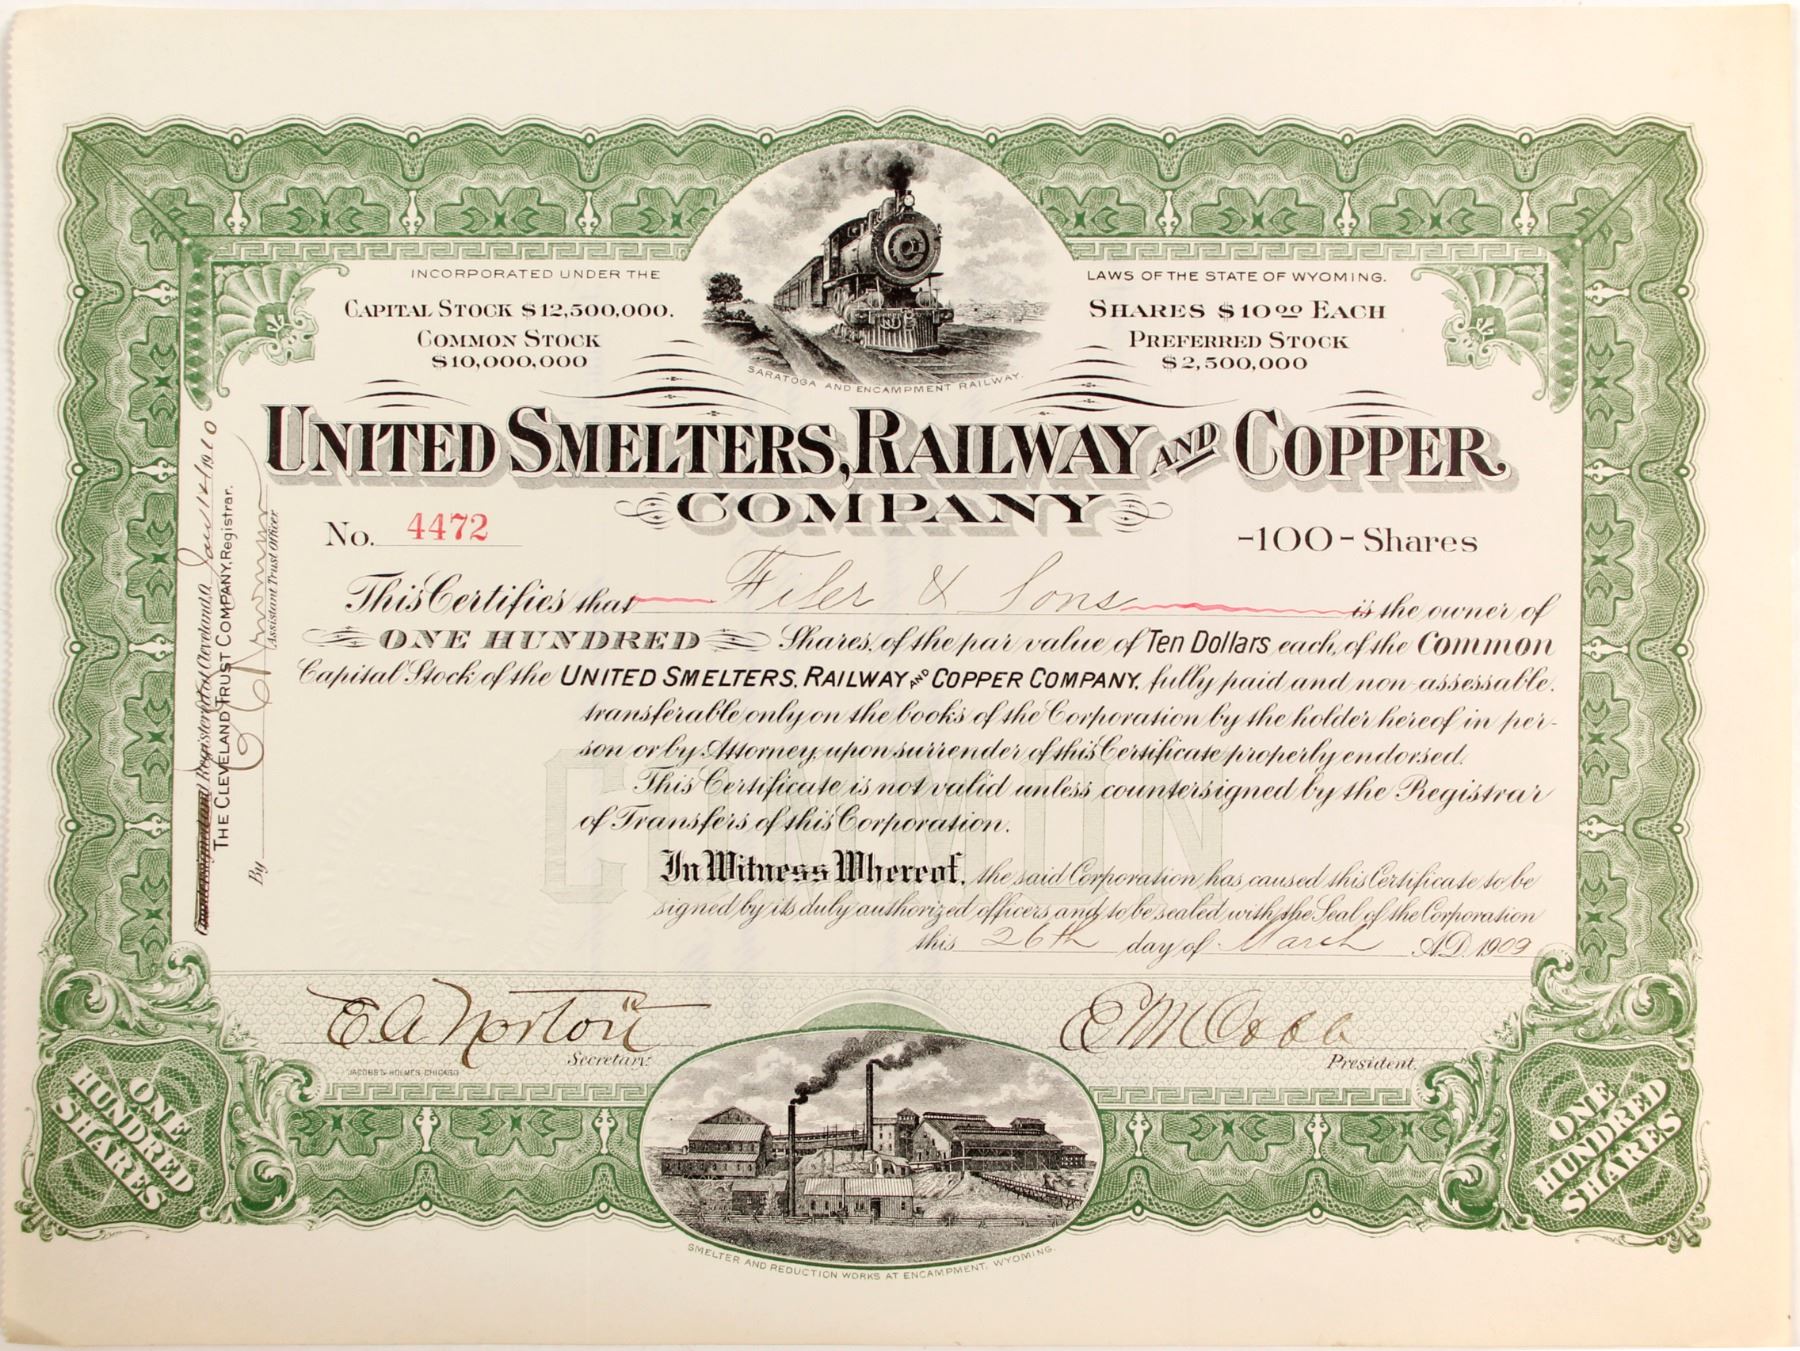 INCORPORATED UNDER THE LAWS OF THE STATE OF WYOMING.
CAPITAL STOCK $12,500,000.
COMMON STOCK
$10,000,000
SHARES $10 00 EACH
PREFERRED STOCK
$2,500,000
SARATOGA AND ENCAMPMENT RAILWAY.
UNITED SMELTERS, RAILWAY AND COPPER
COMPANY
No. 4472
-100- Shares
This Certifies that Filer & Sons is the owner of
ONE HUNDRED Shares, of the par value of Ten Dollars each, of the Common
Capital Stock of the UNITED SMELTERS, RAILWAY AND COPPER COMPANY, fully paid and non-assessable,
transferable only on the books of the Corporation by the holder hereof in per-
son or by Attorney, upon surrender of this Certificate properly endorsed.
This Certificate is not valid unless countersigned by the Registrar
of Transfers of this Corporation.
COMMON
In Witness Whereof, the said Corporation has caused this Certificate to be
signed by its duly authorized officers and to be sealed with the Seal of the Corporation
this 26th day of March A.D. 1909
E A Norton
Secretary.
E M Cobb
President.
JACOBS & HOLMES-CHICAGO
Registered at Cleveland, O. Jan 12/1910
THE CLEVELAND TRUST COMPANY, Registrar.
By
Assistant Trust Officer.
ONE
HUNDRED
SHARES
ONE
HUNDRED
SHARES
SMELTER AND REDUCTION WORKS AT ENCAMPMENT, WYOMING.